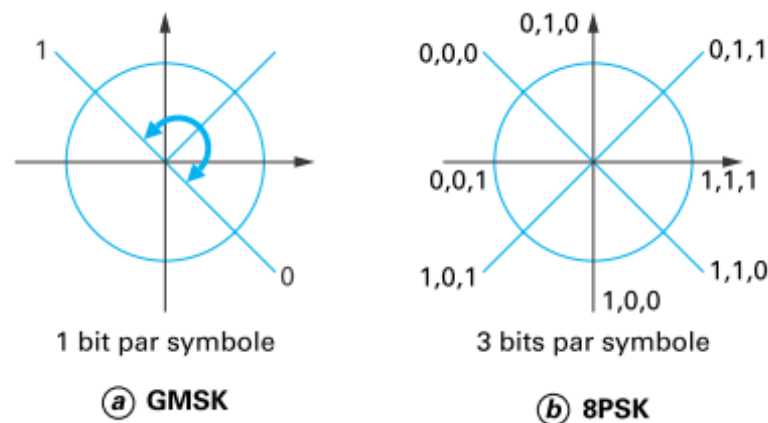 1
0
1 bit par symbole
a GMSK
0,1,0
0,0,0
0,1,1
0,0,1
1,1,1
1,0,1
1,1,0
1,0,0
3 bits par symbole
b 8PSK